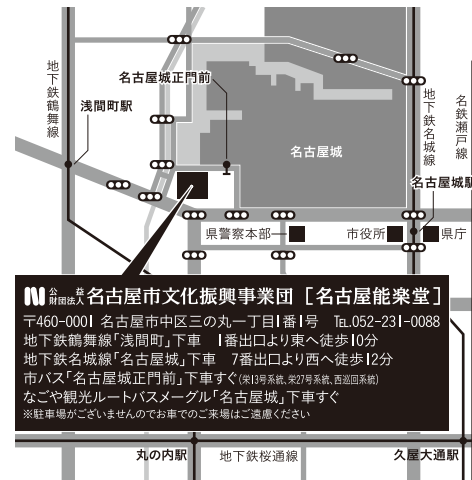 地下鉄鶴舞線
浅間町駅
名古屋城正門前
名古屋城
地下鉄名城線
名鉄瀬戸線
名古屋城駅
県警察本部
市役所
県庁
公益財団法人 名古屋市文化振興事業団 [名古屋能楽堂]
〒460-0001 名古屋市中区三の丸一丁目1番1号 TEL.052-231-0088
地下鉄鶴舞線「浅間町」下車 1番出口より東へ徒歩10分
地下鉄名城線「名古屋城」下車 7番出口より西へ徒歩12分
市バス「名古屋城正門前」下車すぐ(栄13号系統、栄27号系統、西巡回系統)
なごや観光ルートバスメーグル「名古屋城」下車すぐ
※駐車場がございませんのでお車でのご来場はご遠慮ください
丸の内駅
地下鉄桜通線
久屋大通駅